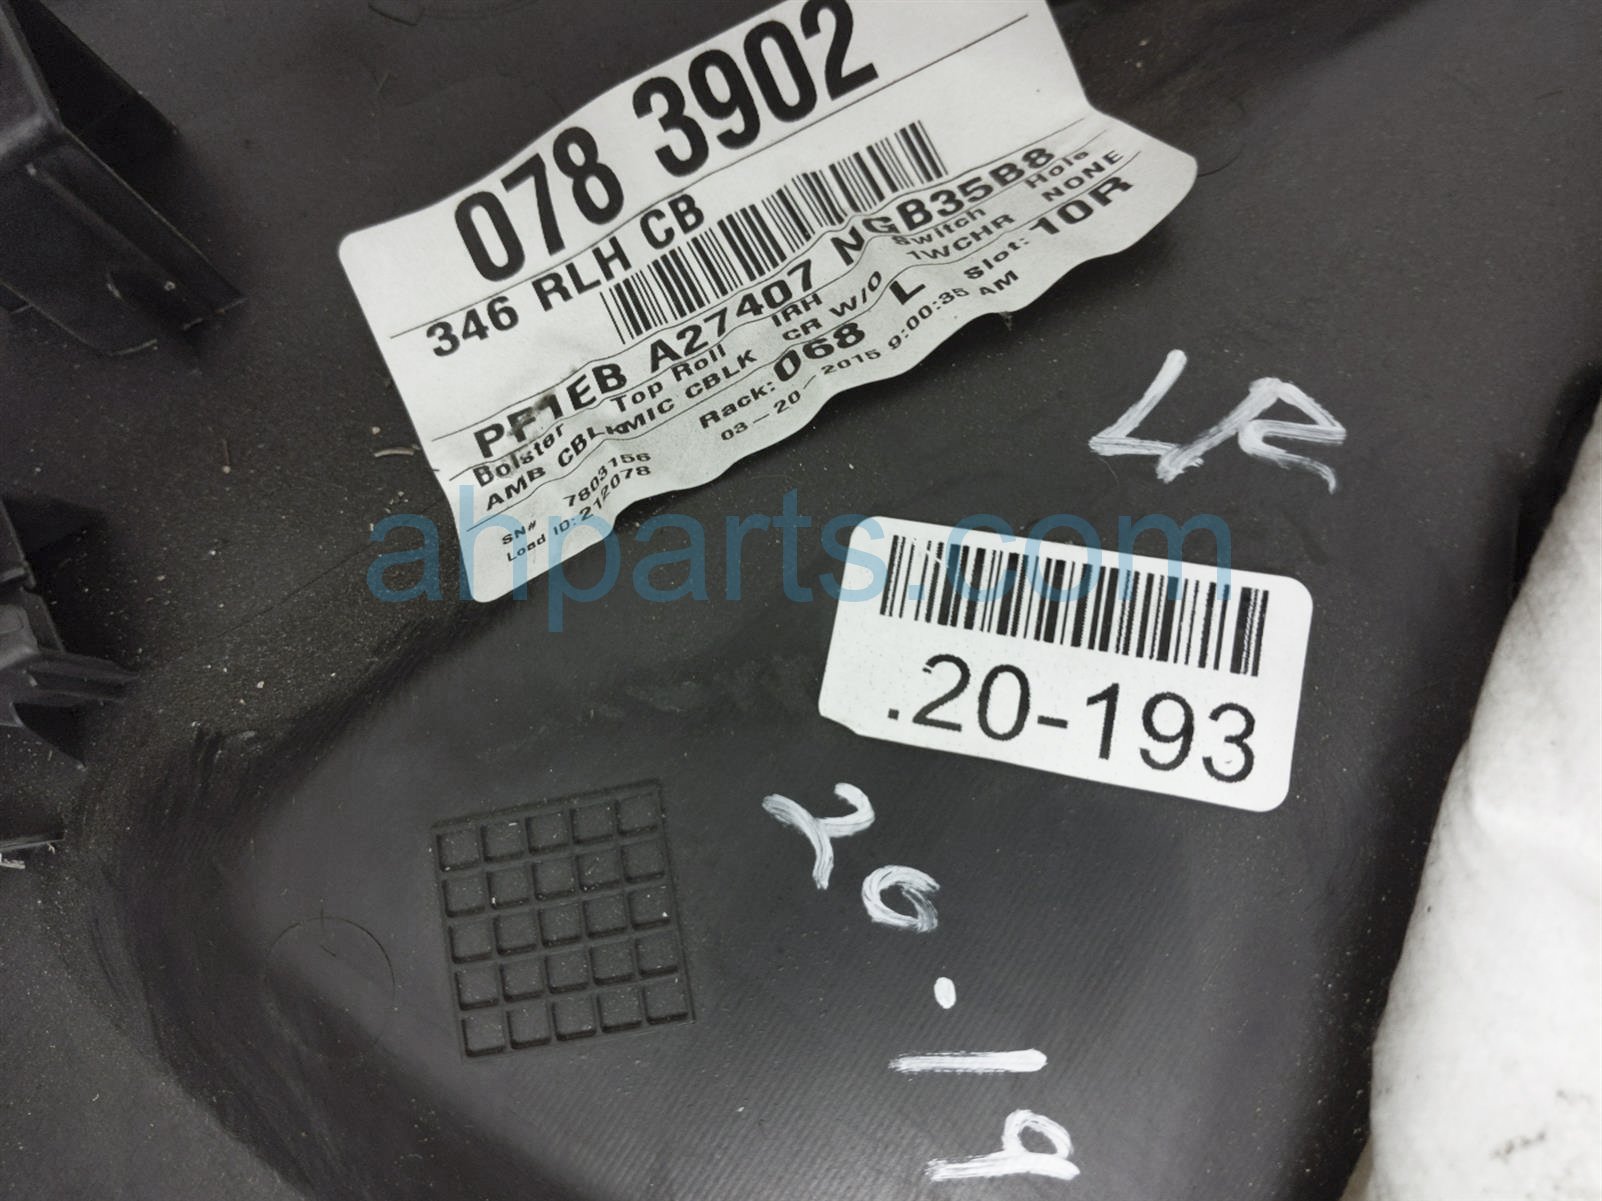 078 3902
346 RLH CB
PF1EB A27407 NGB35B8
Bolster Top Roll IRH Switch Hole
AMB CBLK MIC CBLK CR W/O 1WCHR NONE
Rack: 068 L Slot: 10R
SN# 7803156 03-20/2015 9:00:35 AM
Load ID: 212078
LR
ahparts.com
.20-193
20-19